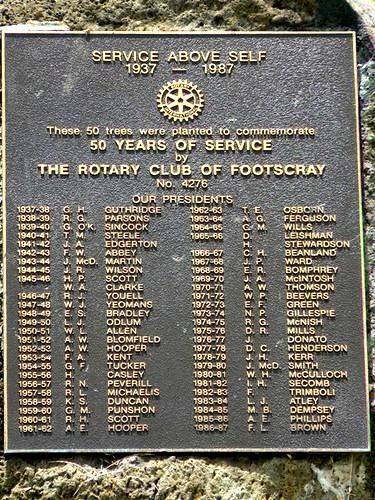 SERVICE ABOVE SELF
1937 — 1987
These 50 trees were planted to commemorate
50 YEARS OF SERVICE
by
THE ROTARY CLUB OF FOOTSCRAY
No. 4276
OUR PRESIDENTS
1937-38 G. H. GUTHRIDGE
1938-39 R. G. PARSONS
1939-40 G. O'K. SINCOCK
1940-41 T. M. STEELE
1941-42 J. A. EDGERTON
1942-43 F. W. ABBEY
1943-44 J. McD. MARTIN
1944-45 J. R. WILSON
1945-46 H. P. SCOTT
W. A. CLARKE
1946-47 R. J. YOUELL
1947-48 W. J. YEOMANS
1948-49 E. S. BRADLEY
1949-50 L. J. ODLUM
1950-51 W. L. ALLEN
1951-52 A. W. BLOMFIELD
1952-53 A. W. HOOPER
1953-54 F. A. KENT
1954-55 G. F. TUCKER
1955-56 H. CASLEY
1956-57 R. N. PEVERILL
1957-58 R. L. MICHAELIS
1958-59 K. S. DUNCAN
1959-60 G. M. PUNSHON
1960-61 R. H. SCOTT
1961-62 A. E. HOOPER
1962-63 T. E. OSBORN
1963-64 A. G. FERGUSON
1964-65 C. M. WILLS
1965-66 D. LEISHMAN
H. STEWARDSON
1966-67 C. H. BEANLAND
1967-68 J. P. WARD
1968-69 E. R. BOMPHREY
1969-70 J. A. McINTOSH
1970-71 A. W. THOMSON
1971-72 W. P. BEEVERS
1972-73 E. F. GREEN
1973-74 N. P. GILLESPIE
1974-75 R. G. McNISH
1975-76 D. R. MILLS
1976-77 J. DONATO
1977-78 D. C. HENDERSON
1978-79 J. H. KERR
1979-80 J. McD. SMITH
1980-81 W. H. McCULLOCH
1981-82 I. H. SECOMB
1982-83 F. TRIMBOLI
1983-84 L. J. ATLEY
1984-85 M. B. DEMPSEY
1985-86 A. E. PHILLIPS
1986-87 F. L. BROWN